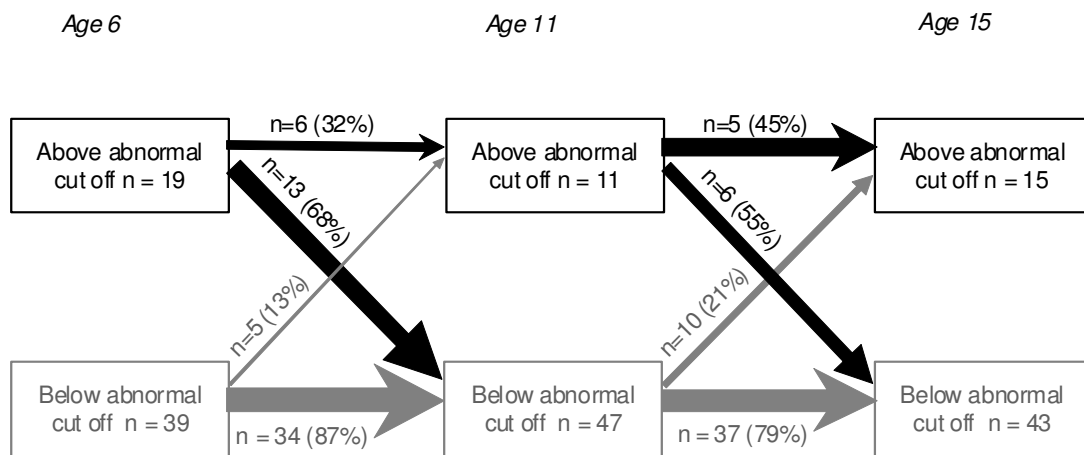 Age 6
Age 11
Age 15
Above abnormal
cut off n = 19
n=6 (32%)
n=13 (68%)
Above abnormal
cut off n = 11
n=5 (45%)
n=6 (55%)
Above abnormal
cut off n = 15
n=5 (13%)
n=10 (21%)
Below abnormal
cut off n = 39
n = 34 (87%)
Below abnormal
cut off n = 47
n = 37 (79%)
Below abnormal
cut off n = 43